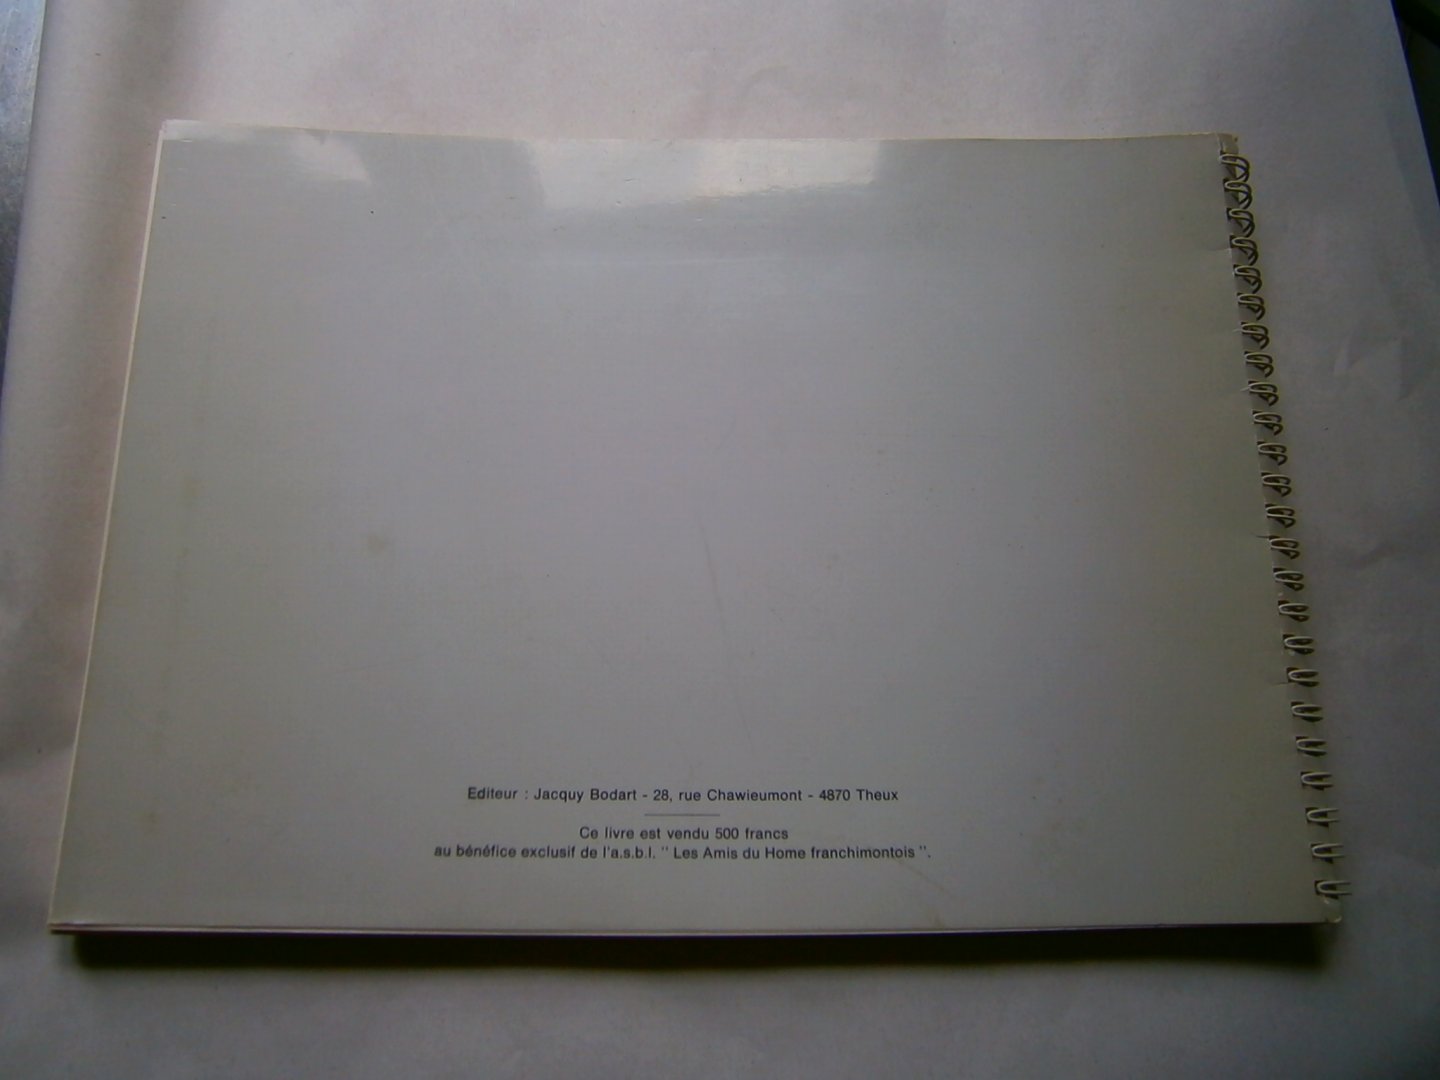 Editeur : Jacquy Bodart - 28, rue Chawieumont - 4870 Theux
Ce livre est vendu 500 francs
au bénéfice exclusif de l'a.s.b.l. " Les Amis du Home franchimontois ".